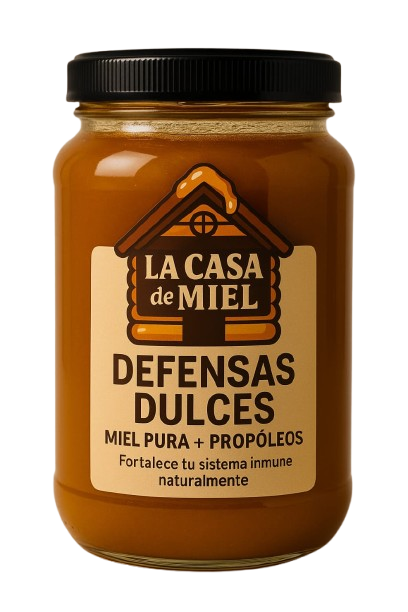 LA CASA
de MIEL
DEFENSAS
DULCES
MIEL PURA + PROPÓLEOS
Fortalece tu sistema inmune
naturalmente